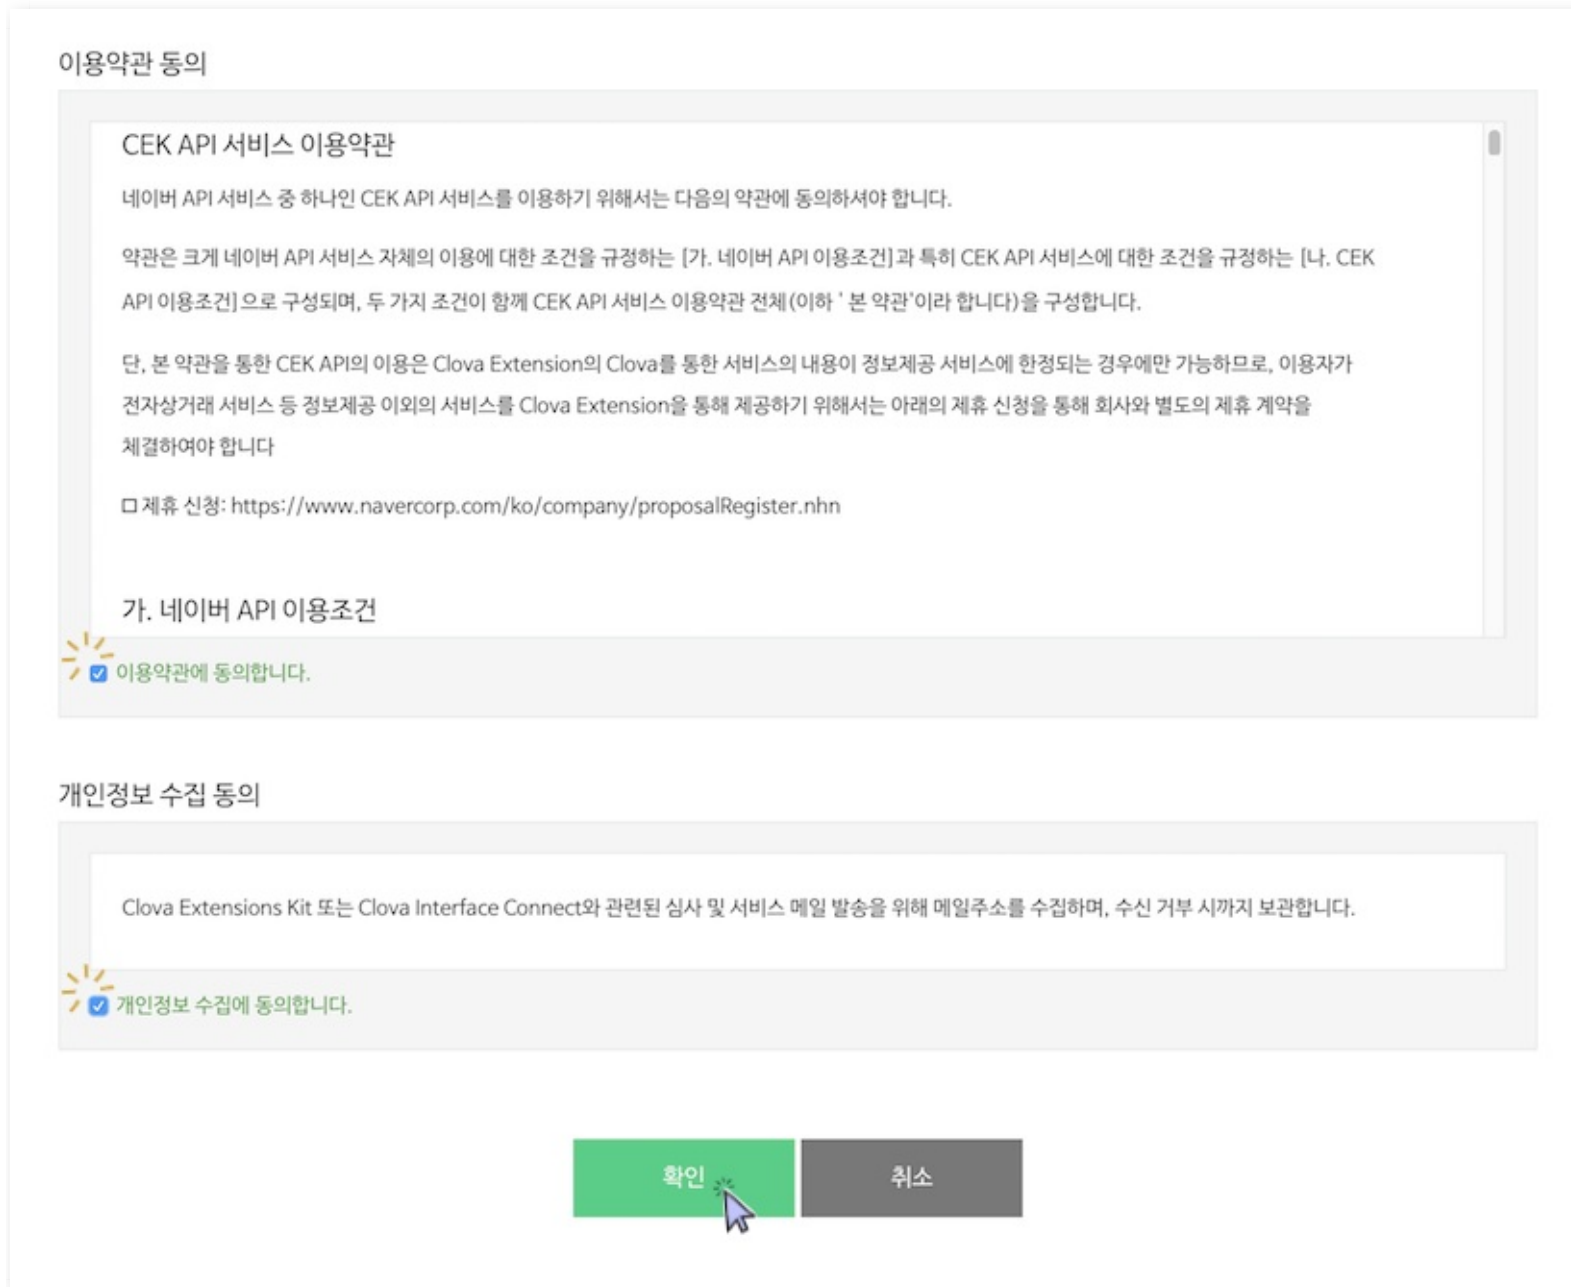 이용약관 동의
CEK API 서비스 이용약관
네이버 API 서비스 중 하나인 CEK API 서비스를 이용하기 위해서는 다음의 약관에 동의하셔야 합니다.
약관은 크게 네이버 API 서비스 자체의 이용에 대한 조건을 규정하는 [가. 네이버 API 이용조건]과 특히 CEK API 서비스에 대한 조건을 규정하는 [나. CEK
API 이용조건]으로 구성되며, 두 가지 조건이 함께 CEK API 서비스 이용약관 전체(이하 ' 본 약관'이라 합니다)을 구성합니다.
단, 본 약관을 통한 CEK API의 이용은 Clova Extension의 Clova를 통한 서비스의 내용이 정보제공 서비스에 한정되는 경우에만 가능하므로, 이용자가
전자상거래 서비스 등 정보제공 이외의 서비스를 Clova Extension을 통해 제공하기 위해서는 아래의 제휴 신청을 통해 회사와 별도의 제휴 계약을
체결하여야 합니다
□ 제휴 신청: https://www.navercorp.com/ko/company/proposalRegister.nhn
가. 네이버 API 이용조건
이용약관에 동의합니다.
개인정보 수집 동의
Clova Extensions Kit 또는 Clova Interface Connect와 관련된 심사 및 서비스 메일 발송을 위해 메일주소를 수집하며, 수신 거부 시까지 보관합니다.
개인정보 수집에 동의합니다.
확인
취소